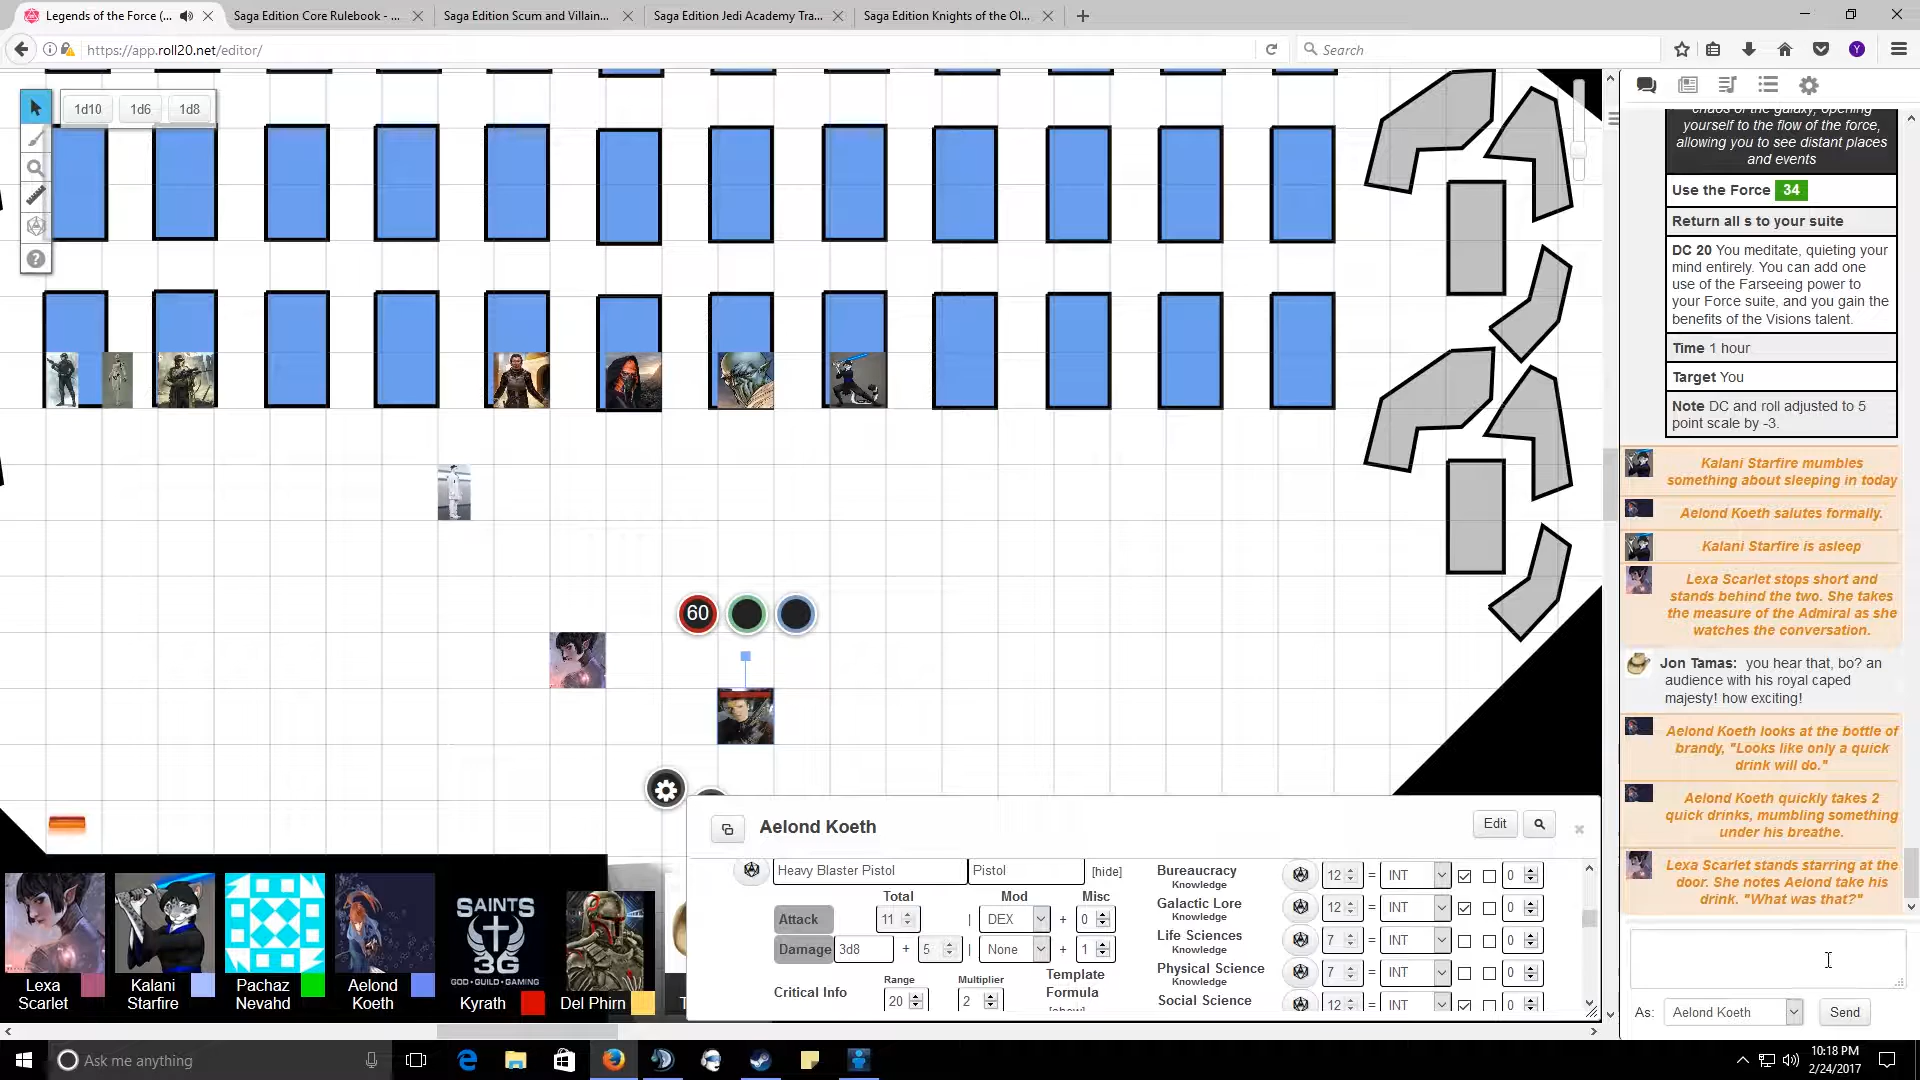 Legends of the Force (...
Saga Edition Core Rulebook - ...
Saga Edition Scum and Villain...
Saga Edition Jedi Academy Tra...
Saga Edition Knights of the Ol...
https://app.roll20.net/editor/
Search
1d10
1d6
1d8
60
chaos of the galaxy, opening
yourself to the flow of the force,
allowing you to see distant places
and events
Use the Force 34
Return all s to your suite
DC 20 You meditate, quieting your
mind entirely. You can add one
use of the Farseeing power to
your Force suite, and you gain the
benefits of the Visions talent.
Time 1 hour
Target You
Note DC and roll adjusted to 5
point scale by -3.
Kalani Starfire mumbles
something about sleeping in today
Aelond Koeth salutes formally.
Kalani Starfire is asleep
Lexa Scarlet stops short and
stands behind the two. She takes
the measure of the Admiral as she
watches the conversation.
Jon Tamas: you hear that, bo? an
audience with his royal caped
majesty! how exciting!
Aelond Koeth looks at the bottle of
brandy, "Looks like only a quick
drink will do."
Aelond Koeth quickly takes 2
quick drinks, mumbling something
under his breathe.
Lexa Scarlet stands starring at the
door. She notes Aelond take his
drink. "What was that?"
As: Aelond Koeth
Send
Aelond Koeth
Edit
Heavy Blaster Pistol
Pistol
[hide]
Total
Mod
Misc
Attack
11
| DEX + 0
Damage 3d8 + 5 | None + 1
Range
Multiplier
Template
Formula
Critical Info
20
2
Bureaucracy
Knowledge
12 = INT 0
Galactic Lore
Knowledge
12 = INT 0
Life Sciences
Knowledge
7 = INT 0
Physical Science
Knowledge
7 = INT 0
Social Science
Knowledge
12 = INT 0
Lexa
Scarlet
Kalani
Starfire
Pachaz
Nevahd
Aelond
Koeth
SAINTS
3G
GOD • GUILD • GAMING
Kyrath
Del Phirn
Ask me anything
10:18 PM
2/24/2017